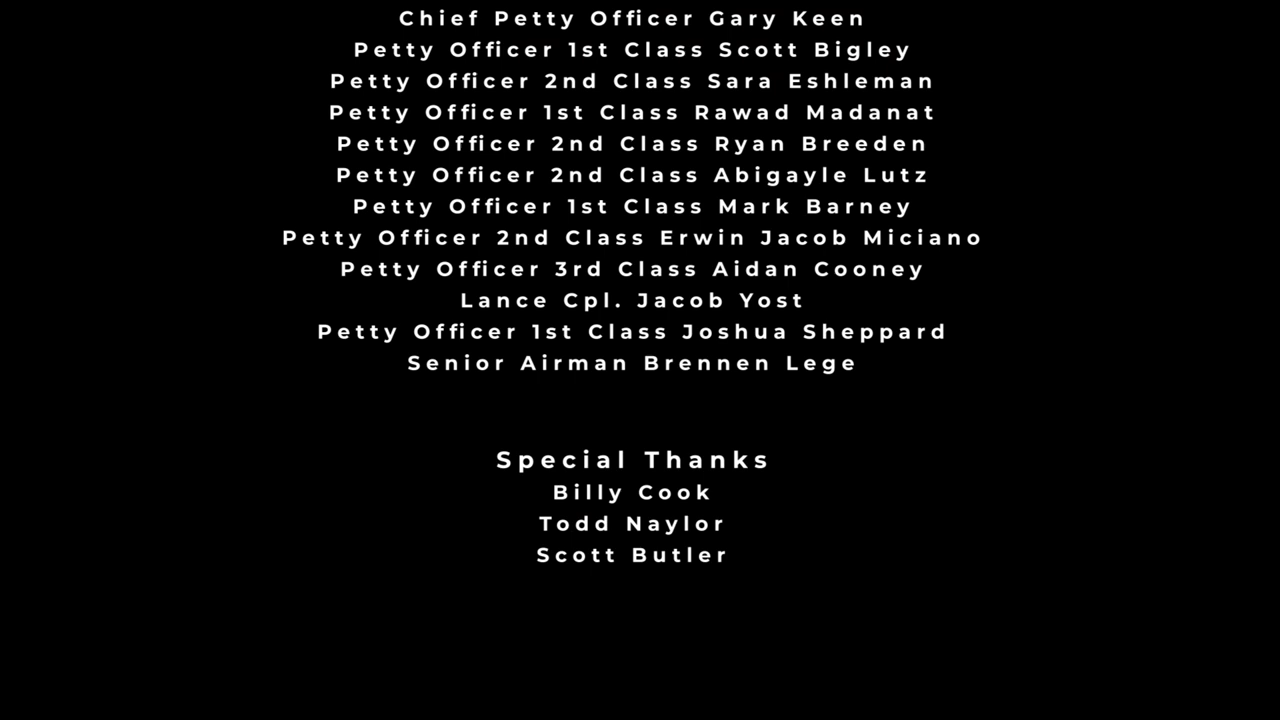 Chief Petty Officer Gary Keen
Petty Officer 1st Class Scott Bigley
Petty Officer 2nd Class Sara Eshleman
Petty Officer 1st Class Rawad Madanat
Petty Officer 2nd Class Ryan Breeden
Petty Officer 2nd Class Abigayle Lutz
Petty Officer 1st Class Mark Barney
Petty Officer 2nd Class Erwin Jacob Miciano
Petty Officer 3rd Class Aidan Cooney
Lance Cpl. Jacob Yost
Petty Officer 1st Class Joshua Sheppard
Senior Airman Brennen Lege
Special Thanks
Billy Cook
Todd Naylor
Scott Butler